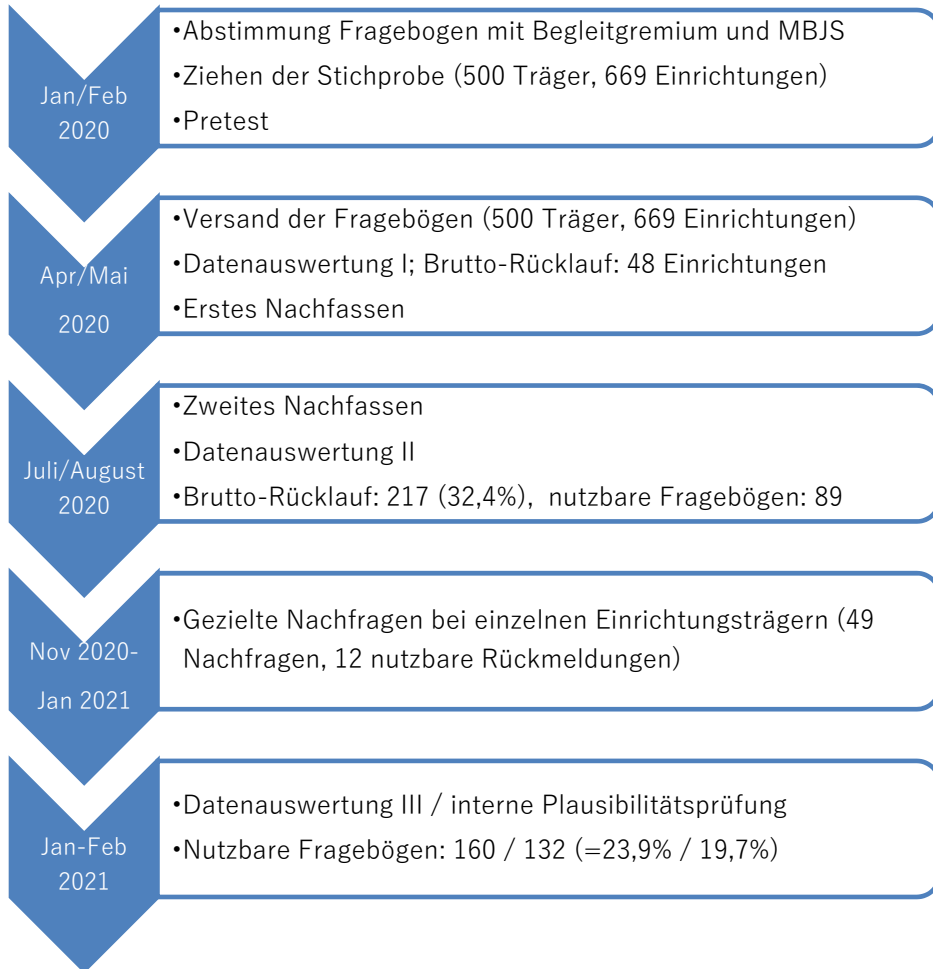 Jan/Feb
2020
•Abstimmung Fragebogen mit Begleitgremium und MBJS
•Ziehen der Stichprobe (500 Träger, 669 Einrichtungen)
•Pretest
Apr/Mai
2020
•Versand der Fragebögen (500 Träger, 669 Einrichtungen)
•Datenauswertung I; Brutto-Rücklauf: 48 Einrichtungen
•Erstes Nachfassen
Juli/August
2020
•Zweites Nachfassen
•Datenauswertung II
•Brutto-Rücklauf: 217 (32,4%), nutzbare Fragebögen: 89
Nov 2020-
Jan 2021
•Gezielte Nachfragen bei einzelnen Einrichtungsträgern (49
Nachfragen, 12 nutzbare Rückmeldungen)
Jan-Feb
2021
•Datenauswertung III / interne Plausibilitätsprüfung
•Nutzbare Fragebögen: 160 / 132 (=23,9% / 19,7%)